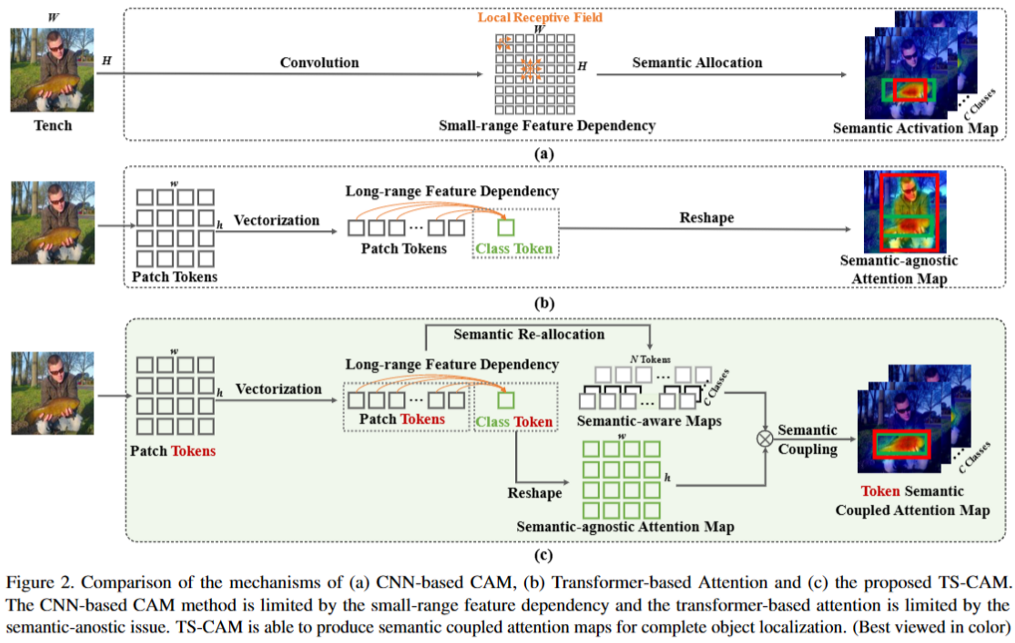 W
H
Tench
Convolution
Local Receptive Field
W
H
Small-range Feature Dependency
Semantic Allocation
C Classes
Semantic Activation Map
(a)
w
h
Patch Tokens
Vectorization
Long-range Feature Dependency
Patch Tokens
Class Token
Reshape
Semantic-agnostic
Attention Map
(b)
Semantic Re-allocation
w
h
Patch Tokens
Vectorization
Long-range Feature Dependency
Patch Tokens
Class Token
N Tokens
C Classes
Semantic-aware Maps
Reshape
w
h
Semantic-agnostic Attention Map
Semantic
Coupling
C Classes
Token Semantic
Coupled Attention Map
(c)
Figure 2. Comparison of the mechanisms of (a) CNN-based CAM, (b) Transformer-based Attention and (c) the proposed TS-CAM.
The CNN-based CAM method is limited by the small-range feature dependency and the transformer-based attention is limited by the
semantic-anostic issue. TS-CAM is able to produce semantic coupled attention maps for complete object localization. (Best viewed in color)